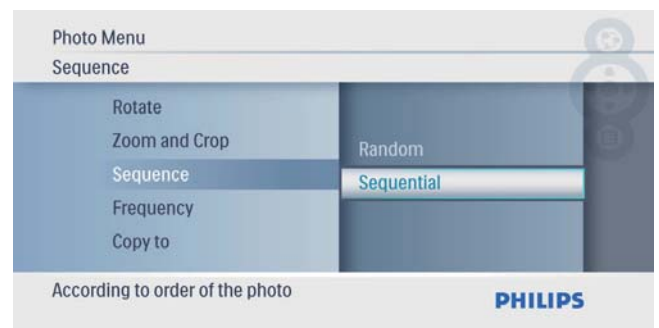 Photo Menu
Sequence
Rotate
Zoom and Crop
Sequence
Frequency
Copy to
Random
Sequential
According to order of the photo
PHILIPS